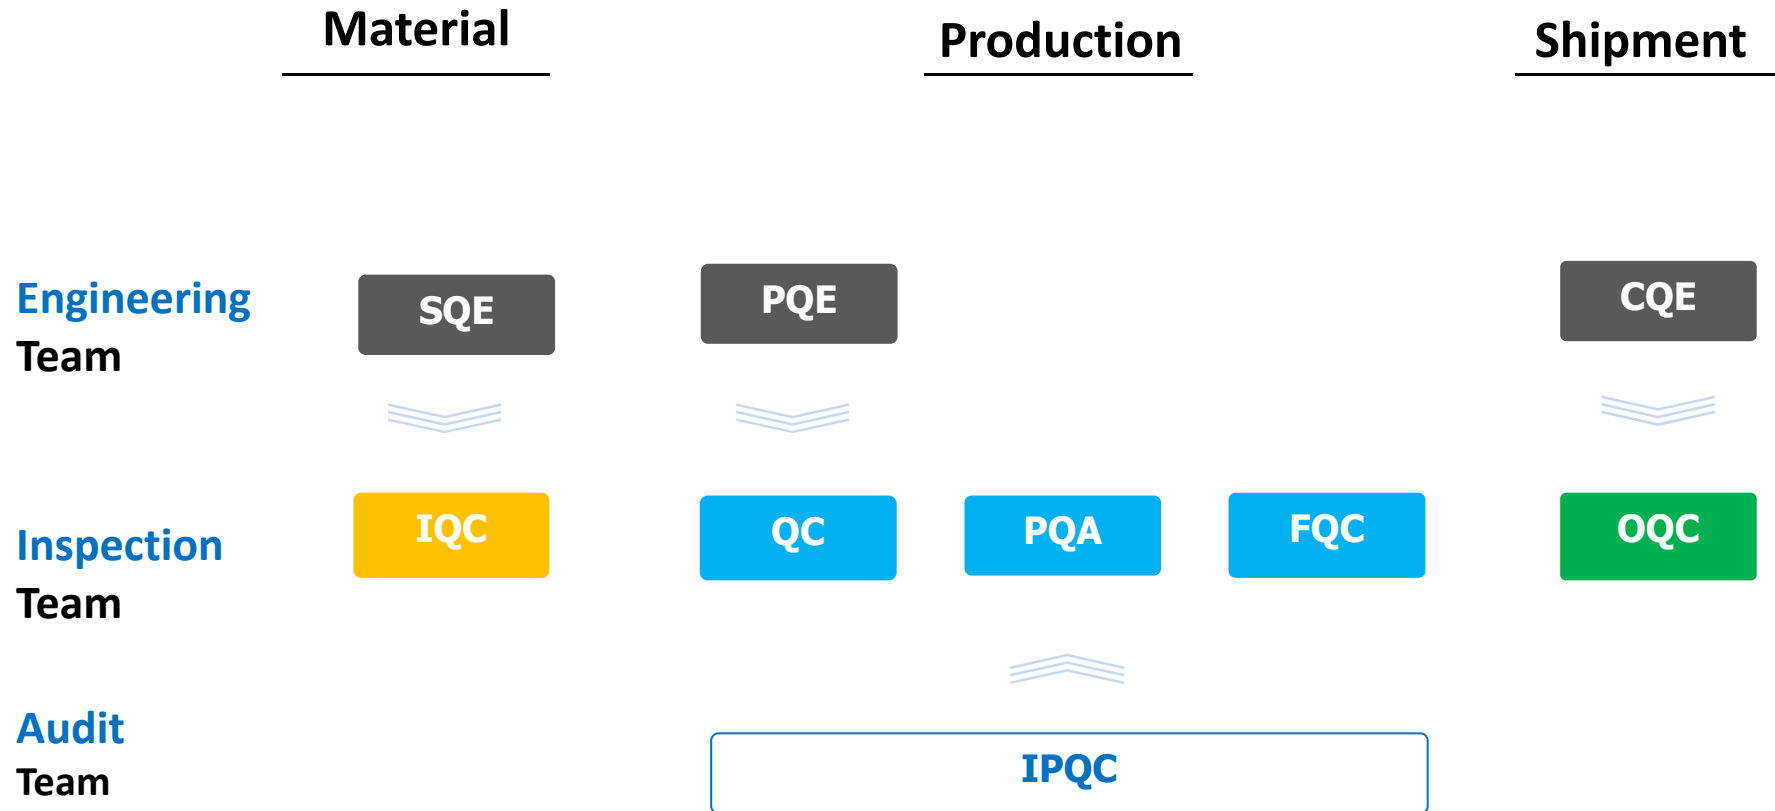 Material
Production
Shipment
Engineering
Team
SQE
PQE
CQE
Inspection
Team
IQC
QC
PQA
FQC
OQC
Audit
Team
IPQC